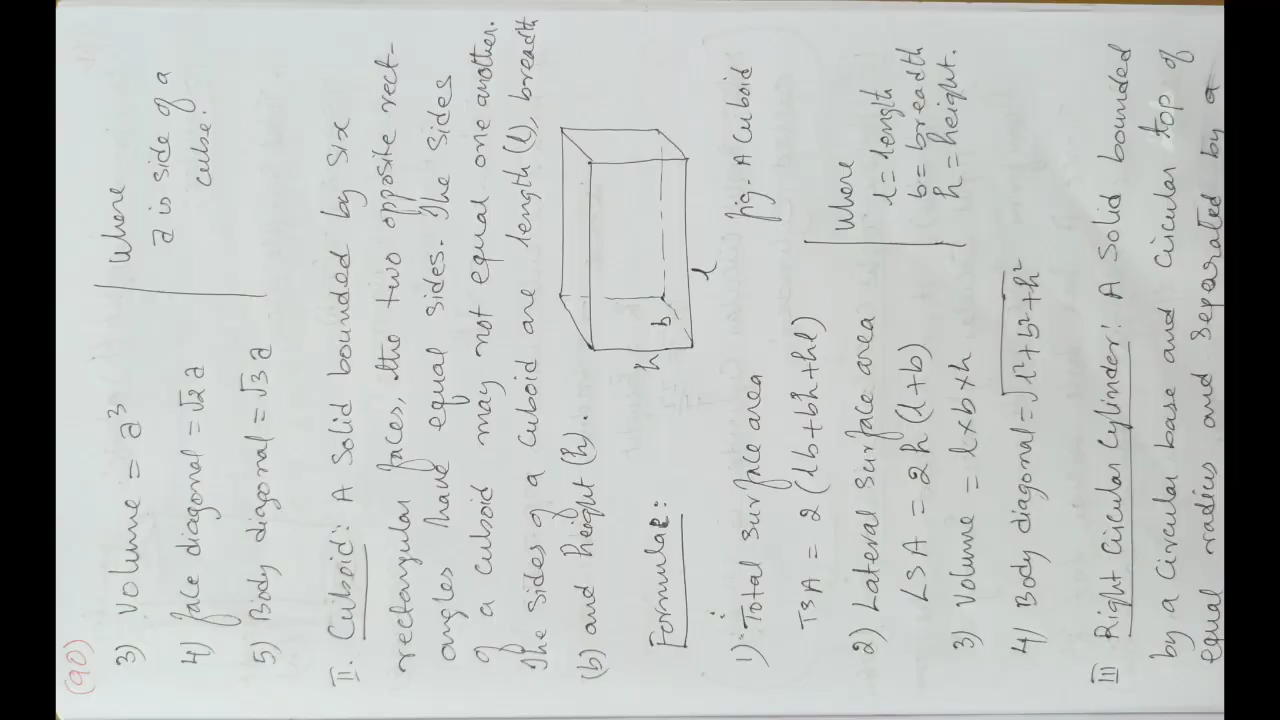 (90)
3) Volume = a³
4) face diagonal = √2 a
5) Body diagonal = √3 a
Where
a is side of a
cube.
II. Cuboid: A Solid bounded by Six
rectangular faces, the two opposite rect-
angles have equal sides. The sides
of a cuboid may not equal one another.
The sides of a cuboid are length (l), breadth
(b) and height (h).
h
b
l
Formulae:
fig. A Cuboid
1) Total surface area
TSA = 2 (lb+bh+hl)
2) Lateral Surface area
LSA = 2h (l+b)
3) Volume = l×b×h
4) Body diagonal = √l²+b²+h²
Where
l = length
b = breadth
h = height.
III Right Circular Cylinder: A Solid bounded
by a Circular base and Circular top of
equal radius and Separated by a